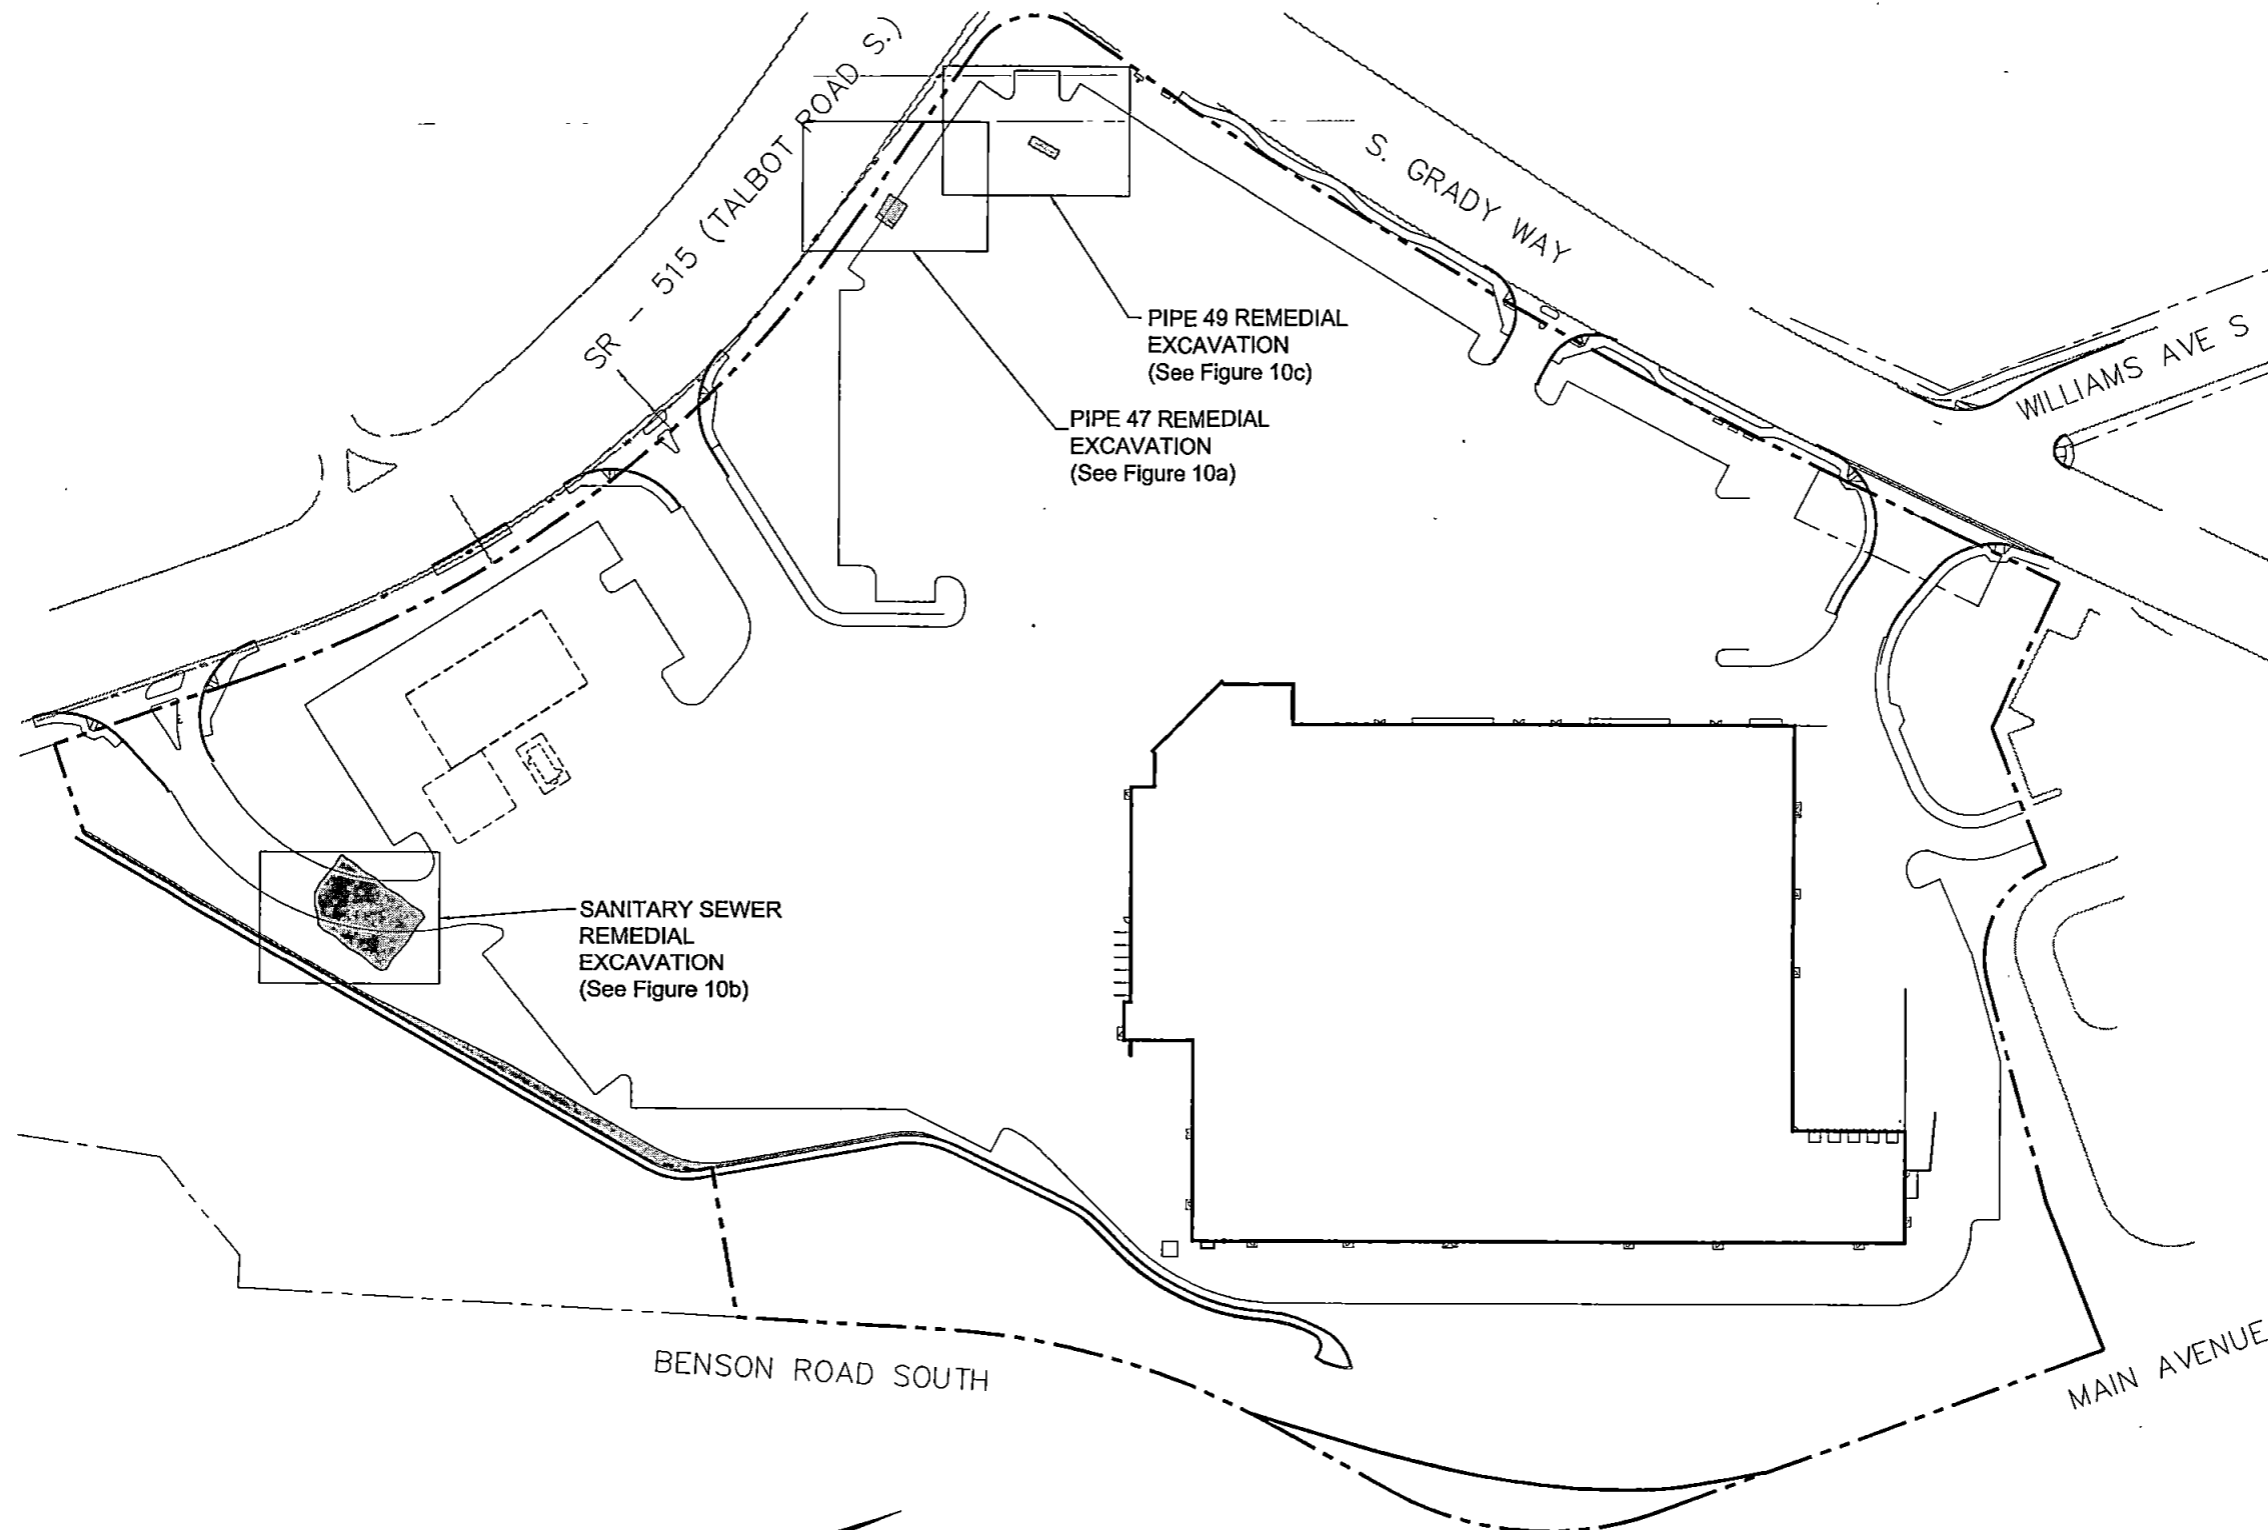 SR - 515 (TALBOT ROAD S.)
S. GRADY WAY
WILLIAMS AVE S
PIPE 49 REMEDIAL
EXCAVATION
(See Figure 10c)
PIPE 47 REMEDIAL
EXCAVATION
(See Figure 10a)
SANITARY SEWER
REMEDIAL
EXCAVATION
(See Figure 10b)
BENSON ROAD SOUTH
MAIN AVENUE